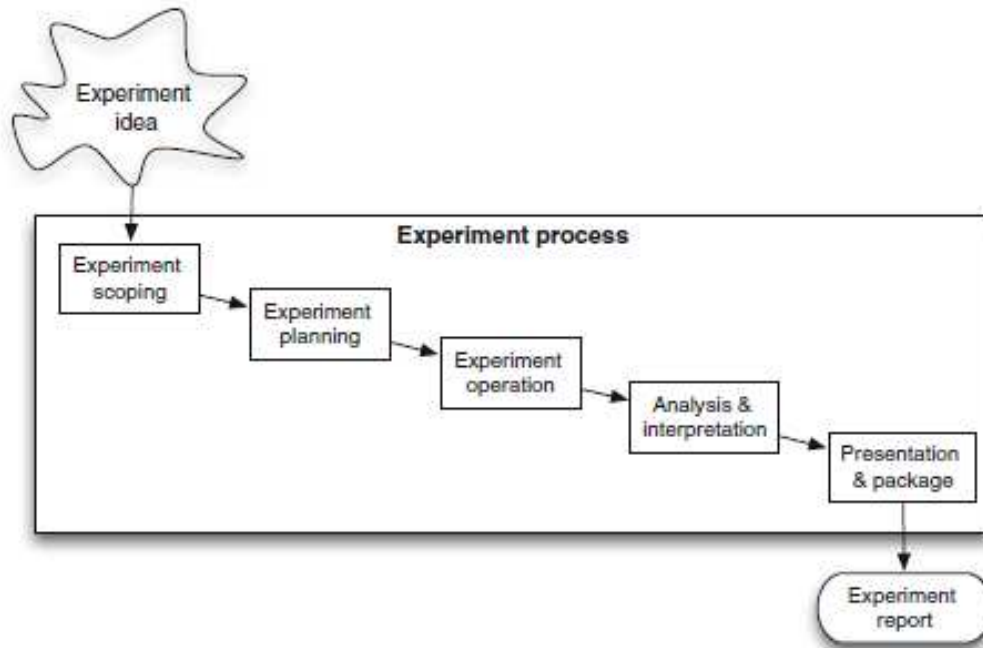 Experiment
idea
Experiment process
Experiment
scoping
Experiment
planning
Experiment
operation
Analysis &
interpretation
Presentation
& package
Experiment
report